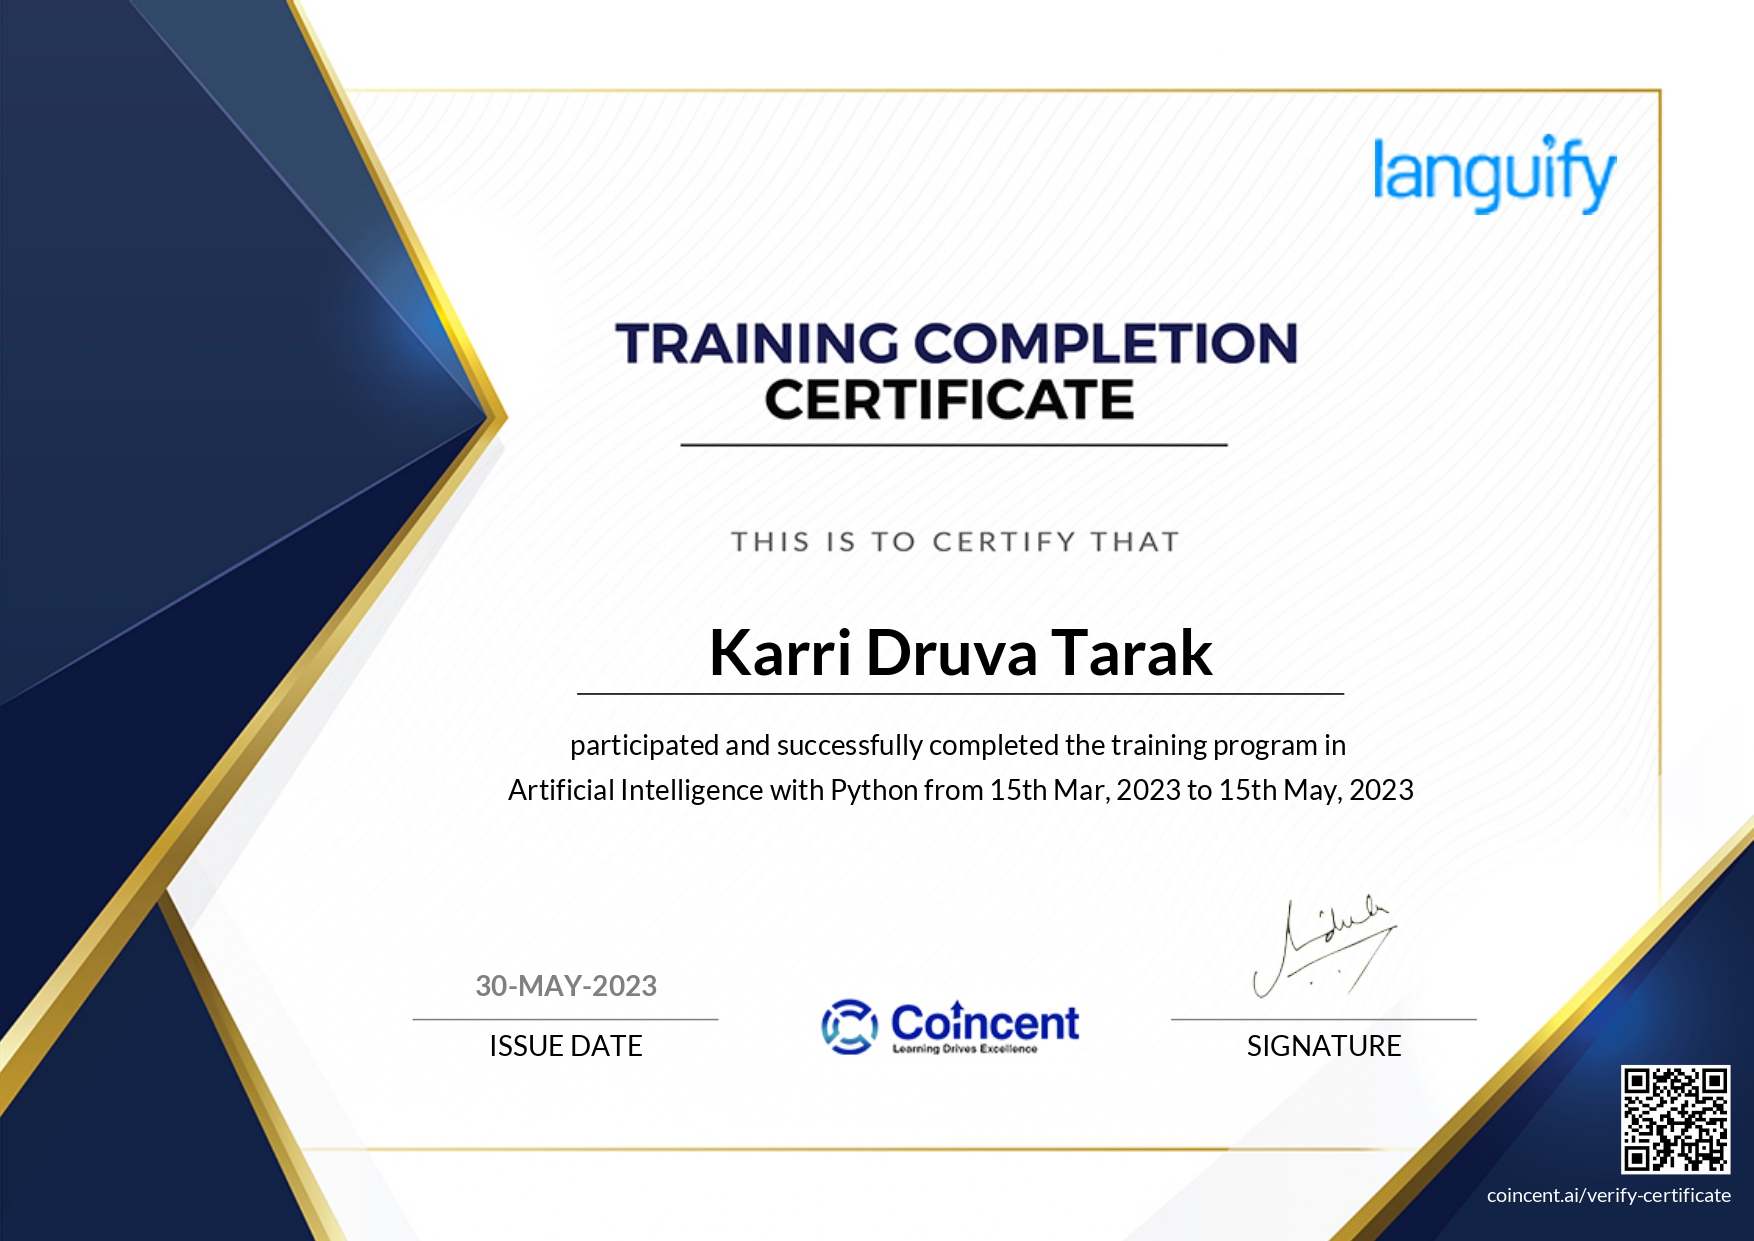 languify
TRAINING COMPLETION
CERTIFICATE
THIS IS TO CERTIFY THAT
Karri Druva Tarak
participated and successfully completed the training program in
Artificial Intelligence with Python from 15th Mar, 2023 to 15th May, 2023
30-MAY-2023
ISSUE DATE
Coincent
Learning Drives Excellence
SIGNATURE
coincent.ai/verify-certificate